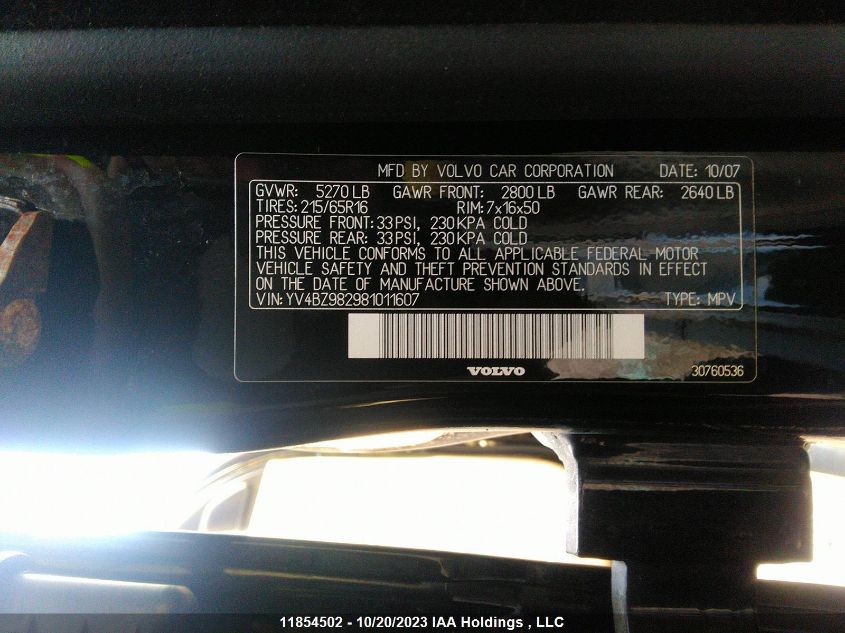 MFD BY VOLVO CAR CORPORATION DATE: 10/07
GVWR: 5270 LB GAWR FRONT: 2800 LB GAWR REAR: 2640 LB
TIRES: 215/65R16 RIM: 7x16x50
PRESSURE FRONT: 33 PSI, 230 KPA COLD
PRESSURE REAR: 33 PSI, 230 KPA COLD
THIS VEHICLE CONFORMS TO ALL APPLICABLE FEDERAL MOTOR
VEHICLE SAFETY AND THEFT PREVENTION STANDARDS IN EFFECT
ON THE DATE OF MANUFACTURE SHOWN ABOVE.
VIN: YV4BZ982981011607 TYPE: MPV
VOLVO 30760536
11854502 - 10/20/2023 IAA Holdings , LLC